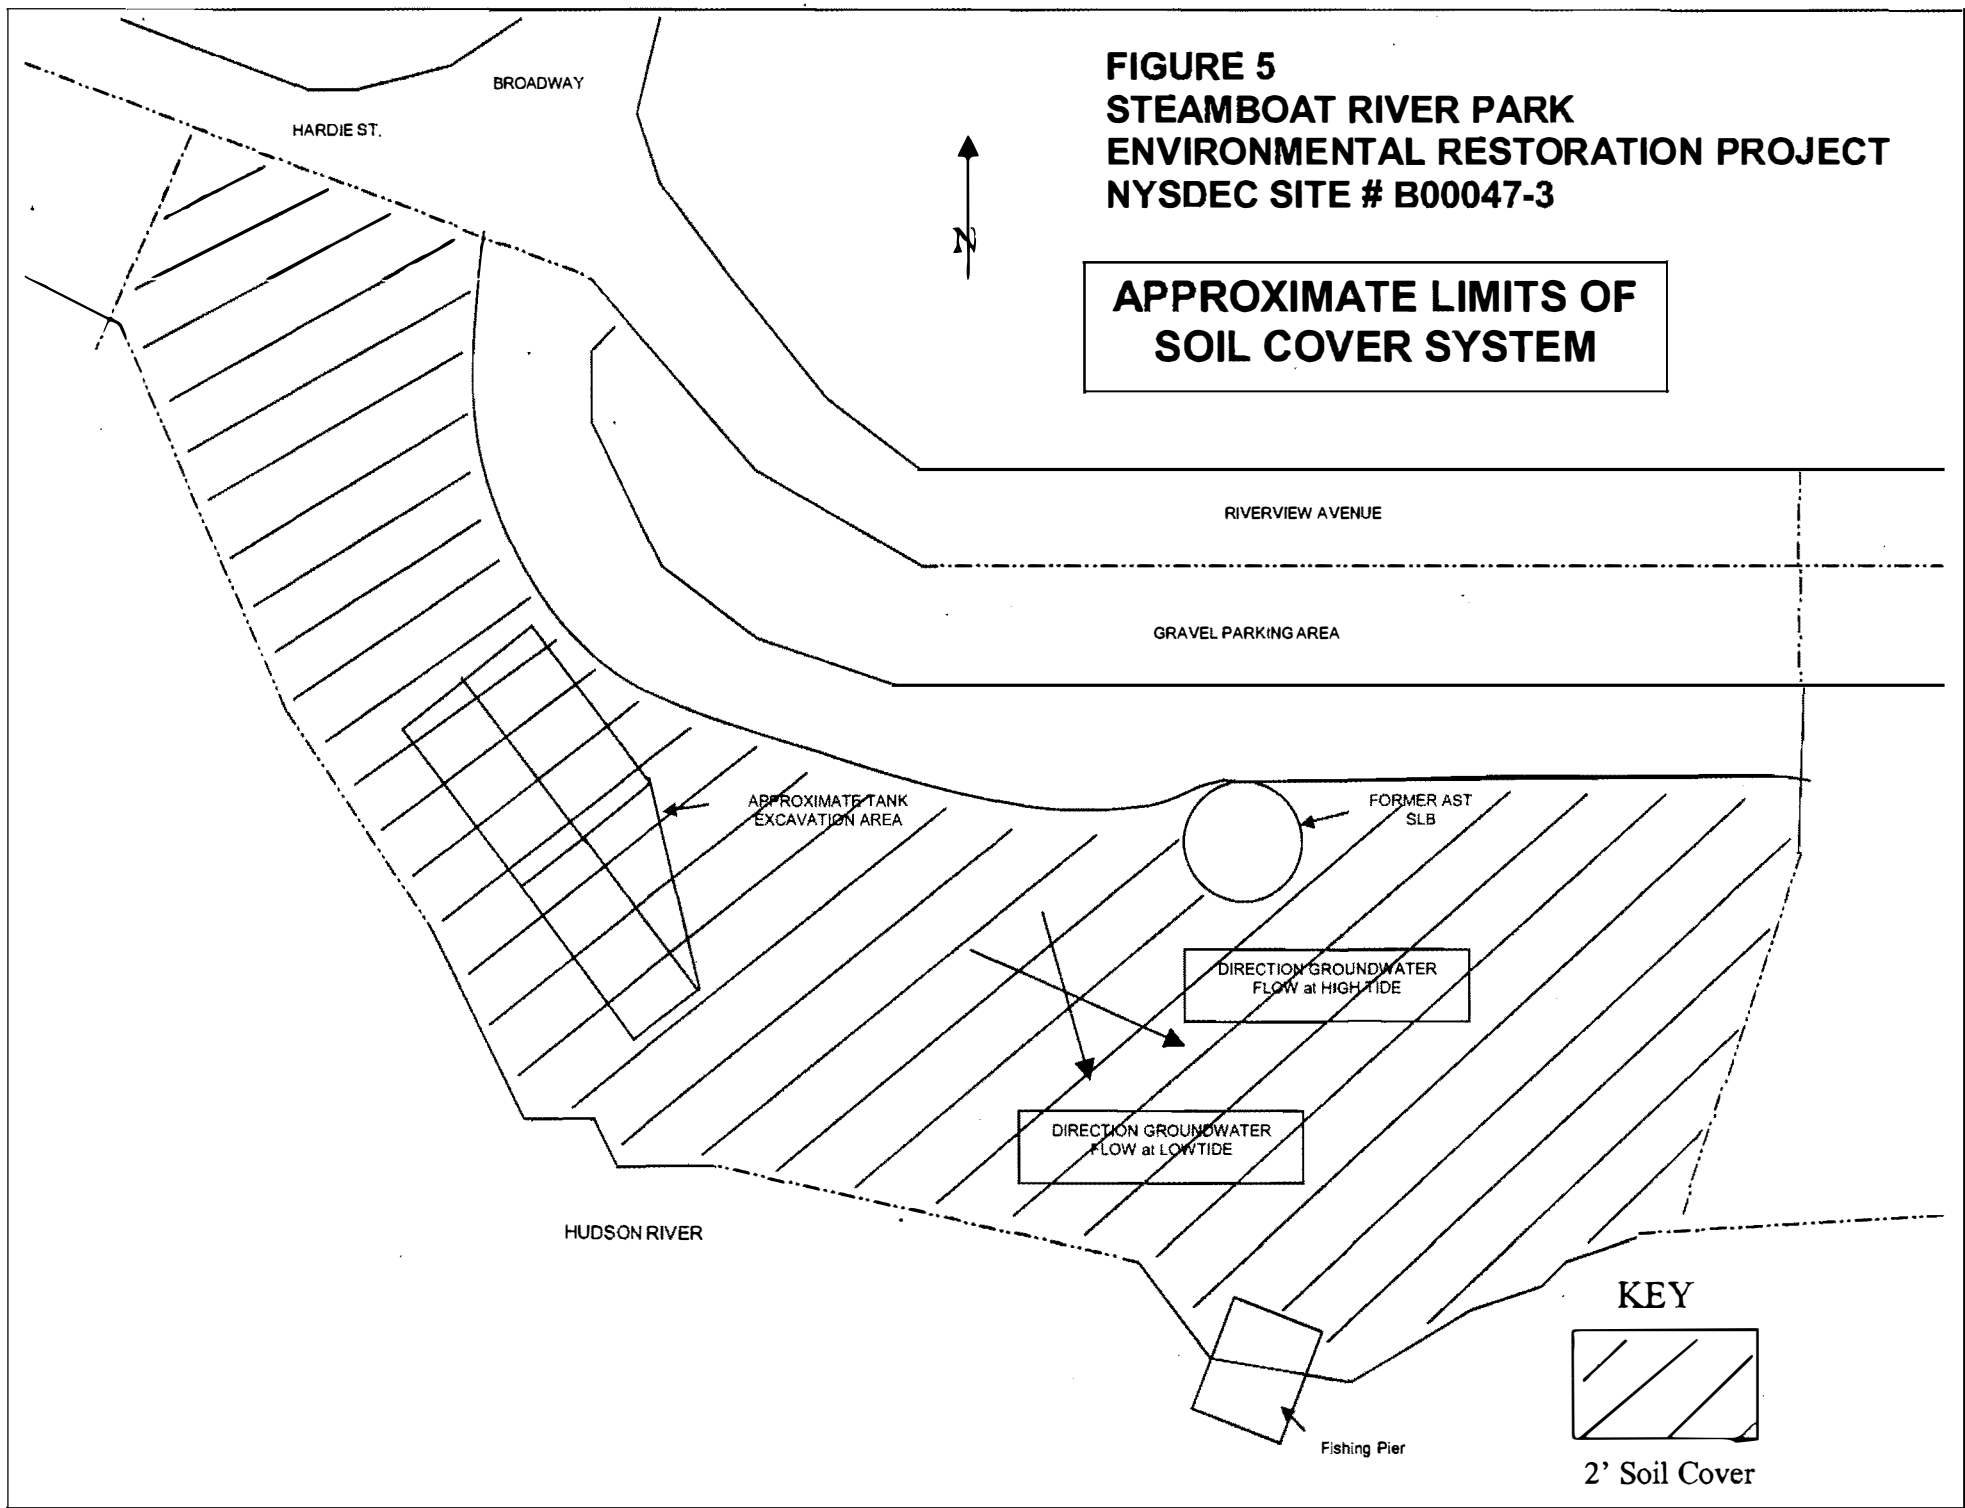 FIGURE 5
STEAMBOAT RIVER PARK
ENVIRONMENTAL RESTORATION PROJECT
NYSDEC SITE # B00047-3
APPROXIMATE LIMITS OF
SOIL COVER SYSTEM
BROADWAY
HARDIE ST.
N
RIVERVIEW AVENUE
GRAVEL PARKING AREA
APPROXIMATE TANK
EXCAVATION AREA
FORMER AST
SLB
DIRECTION GROUNDWATER
FLOW at HIGH TIDE
DIRECTION GROUNDWATER
FLOW at LOWTIDE
HUDSON RIVER
Fishing Pier
KEY
2' Soil Cover